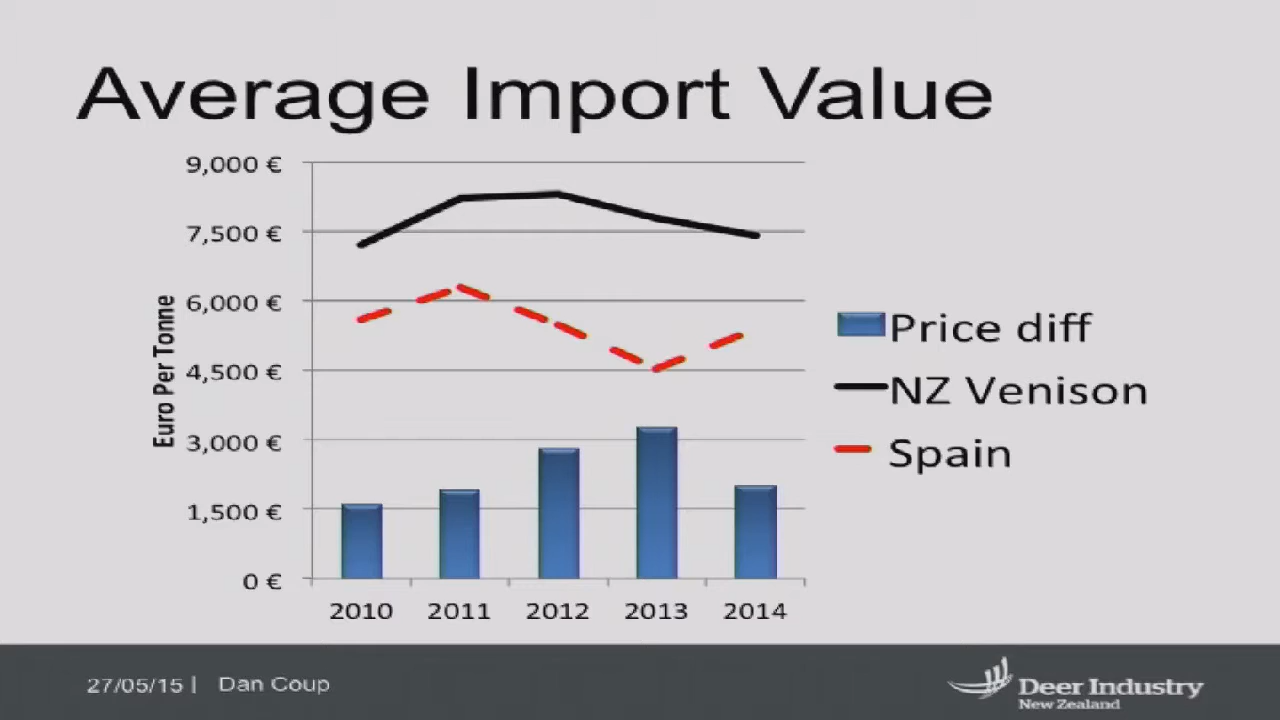 Average Import Value
9,000 €
7,500 €
6,000 €
4,500 €
3,000 €
1,500 €
0 €
Euro Per Tonne
2010 2011 2012 2013 2014
Price diff
NZ Venison
Spain
27/05/15 | Dan Coup
Deer Industry
New Zealand